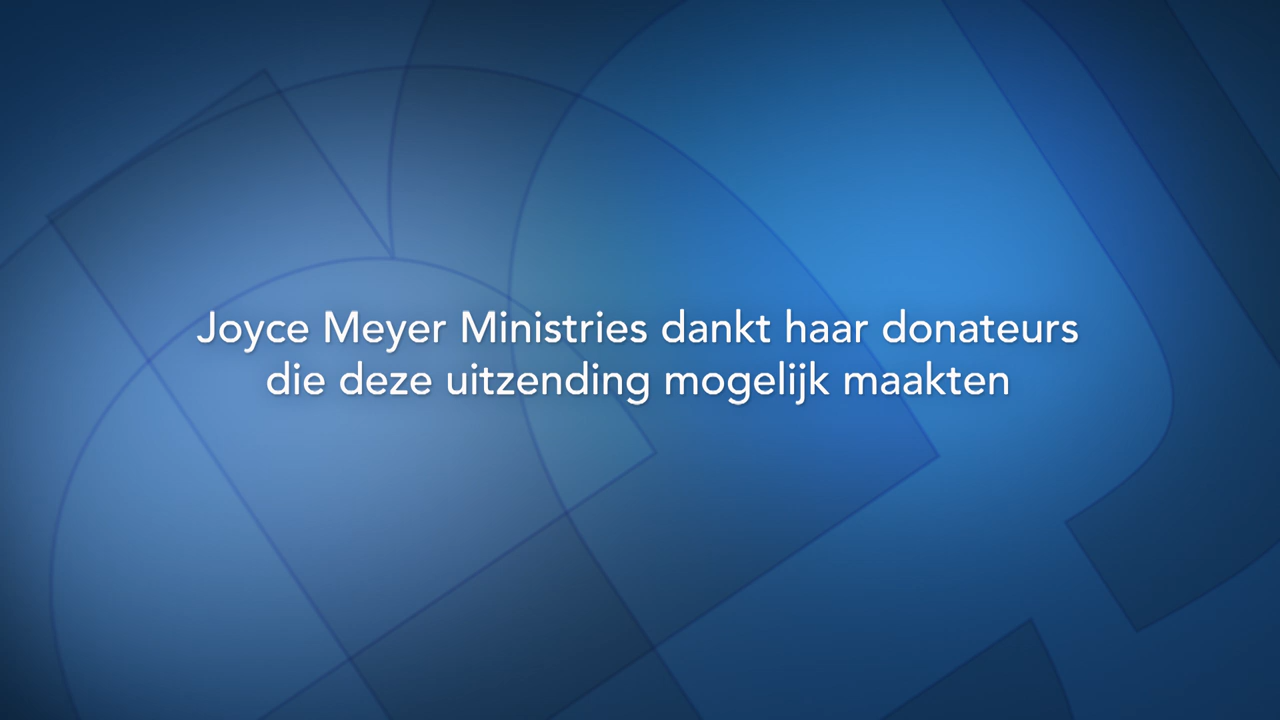 Joyce Meyer Ministries dankt haar donateurs
die deze uitzending mogelijk maakten